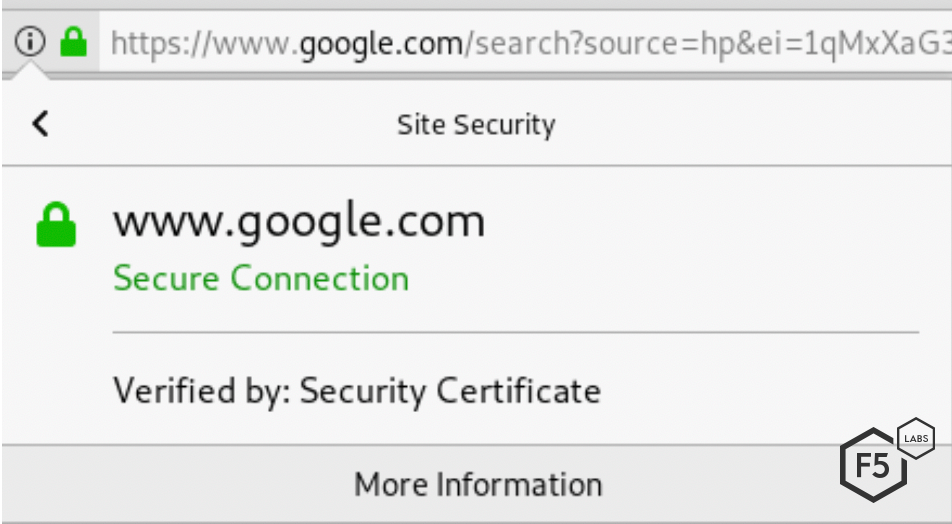 https://www.google.com/search?source=hp&ei=1qMxXaG3
Site Security
www.google.com
Secure Connection
Verified by: Security Certificate
More Information
F5 LABS